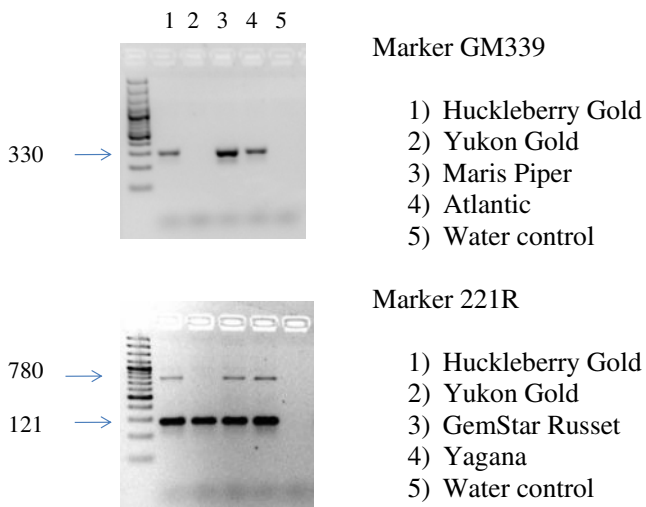 1 2 3 4 5
330
Marker GM339
1) Huckleberry Gold
2) Yukon Gold
3) Maris Piper
4) Atlantic
5) Water control
780
121
Marker 221R
1) Huckleberry Gold
2) Yukon Gold
3) GemStar Russet
4) Yagana
5) Water control